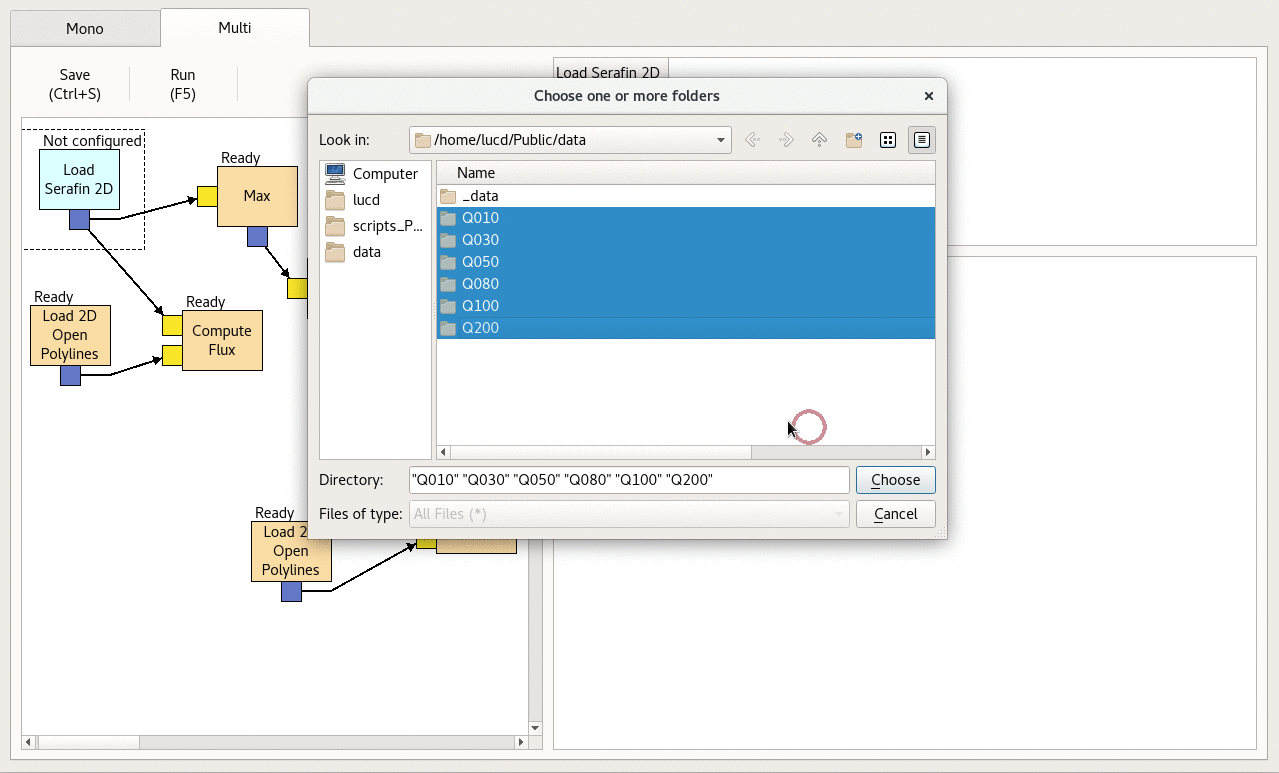 Mono
Multi
Save
(Ctrl+S)
Run
(F5)
Load Serafin 2D
Not configured
Load
Serafin 2D
Ready
Max
Ready
Load 2D
Open
Polylines
Ready
Compute
Flux
Ready
Load 2
Open
Polylines
Choose one or more folders
Look in:
/home/lucd/Public/data
Computer
lucd
scripts_P...
data
Name
_data
Q010
Q030
Q050
Q080
Q100
Q200
Directory:
"Q010" "Q030" "Q050" "Q080" "Q100" "Q200"
Choose
Files of type:
All Files (*)
Cancel